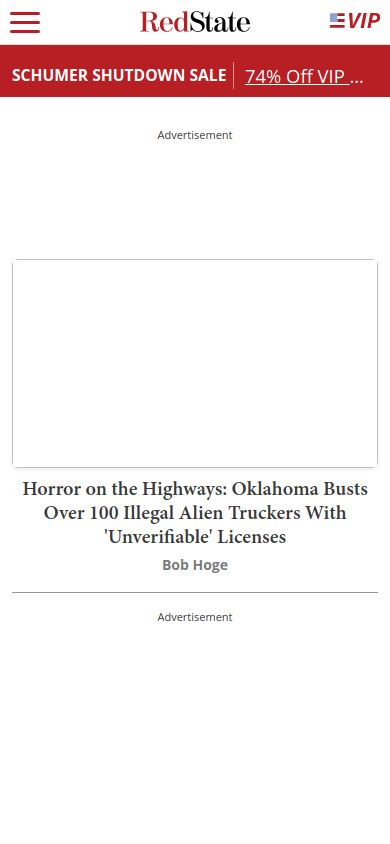 RedState
VIP
SCHUMER SHUTDOWN SALE
74% Off VIP ...
Advertisement
Horror on the Highways: Oklahoma Busts
Over 100 Illegal Alien Truckers With
'Unverifiable' Licenses
Bob Hoge
Advertisement